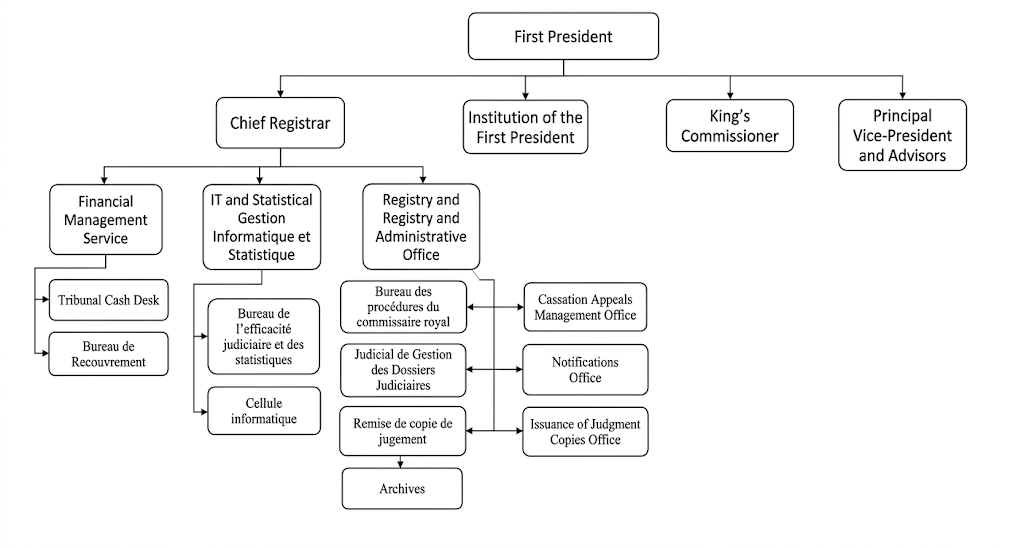 First President
Chief Registrar
Institution of the
First President
King's
Commissioner
Principal
Vice-President
and Advisors
Financial
Management
Service
IT and Statistical
Gestion
Informatique et
Statistique
Registry and
Registry and
Administrative
Office
Tribunal Cash Desk
Bureau de
Recouvrement
Bureau de
l'efficacité
judiciaire et des
statistiques
Cellule
informatique
Bureau des
procédures du
commissaire royal
Cassation Appeals
Management Office
Judicial de Gestion
des Dossiers
Judiciaires
Notifications
Office
Remise de copie de
jugement
Issuance of Judgment
Copies Office
Archives